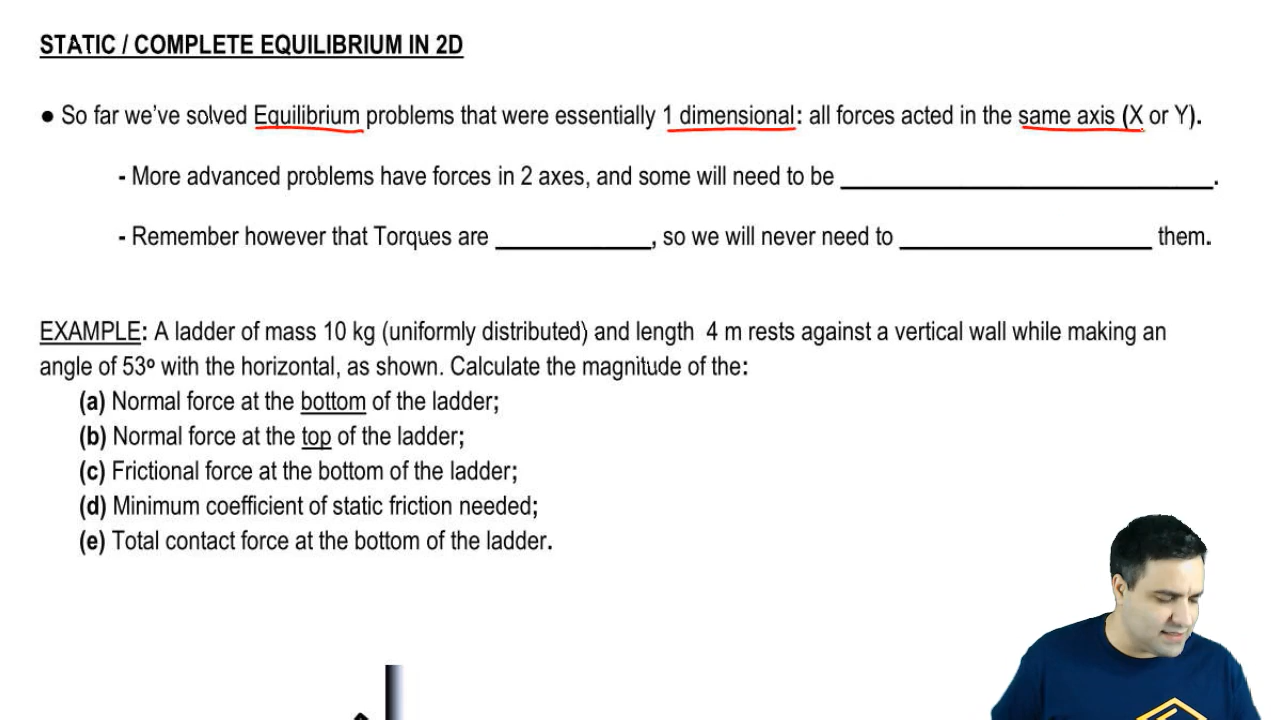 STATIC / COMPLETE EQUILIBRIUM IN 2D
● So far we've solved Equilibrium problems that were essentially 1 dimensional: all forces acted in the same axis (X or Y).
- More advanced problems have forces in 2 axes, and some will need to be ______________________________.
- Remember however that Torques are ____________, so we will never need to ____________________ them.
EXAMPLE: A ladder of mass 10 kg (uniformly distributed) and length 4 m rests against a vertical wall while making an
angle of 53º with the horizontal, as shown. Calculate the magnitude of the:
(a) Normal force at the bottom of the ladder;
(b) Normal force at the top of the ladder;
(c) Frictional force at the bottom of the ladder;
(d) Minimum coefficient of static friction needed;
(e) Total contact force at the bottom of the ladder.